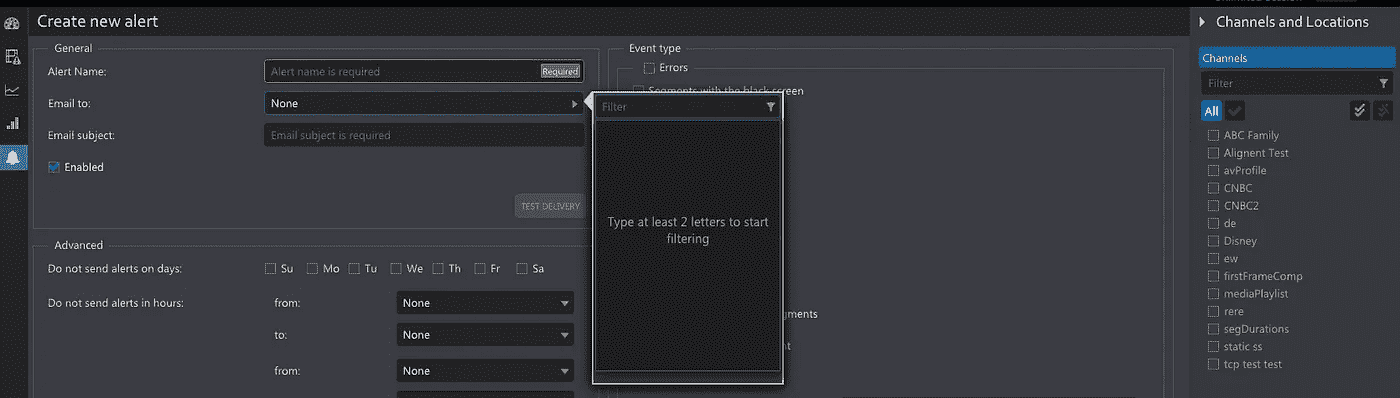 Create new alert
General
Alert Name:
Alert name is required
Required
Email to:
None
Email subject:
Email subject is required
Enabled
TEST DELIVERY
Advanced
Do not send alerts on days:
Su Mo Tu We Th Fr Sa
Do not send alerts in hours:
from:
None
to:
None
from:
None
Event type
Errors
Segments with the black screen
Filter
Type at least 2 letters to start
filtering
Channels and Locations
Channels
Filter
All
ABC Family
Alignent Test
avProfile
CNBC
CNBC2
de
Disney
ew
firstFrameComp
mediaPlaylist
rere
segDurations
static ss
tcp test test